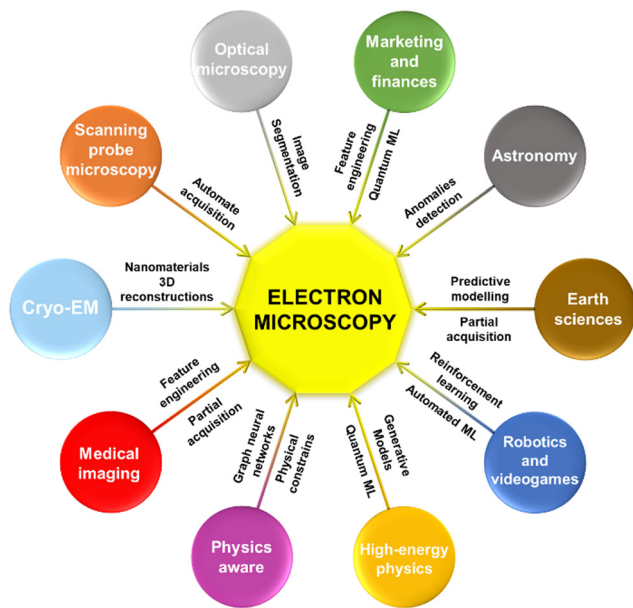 Optical
microscopy
Marketing
and
finances
Scanning
probe
microscopy
Astronomy
Image
Segmentation
Feature
engineering
Quantum ML
Automate
acquisition
Anomalies
detection
Cryo-EM
Nanomaterials
3D
reconstructions
ELECTRON
MICROSCOPY
Predictive
modelling
Partial
acquisition
Earth
sciences
Feature
engineering
Partial
acquisition
Reinforcement
learning
Automated ML
Medical
imaging
Graph neural
networks
Physical
constrains
Generative
Models
Quantum ML
Robotics
and
videogames
Physics
aware
High-energy
physics